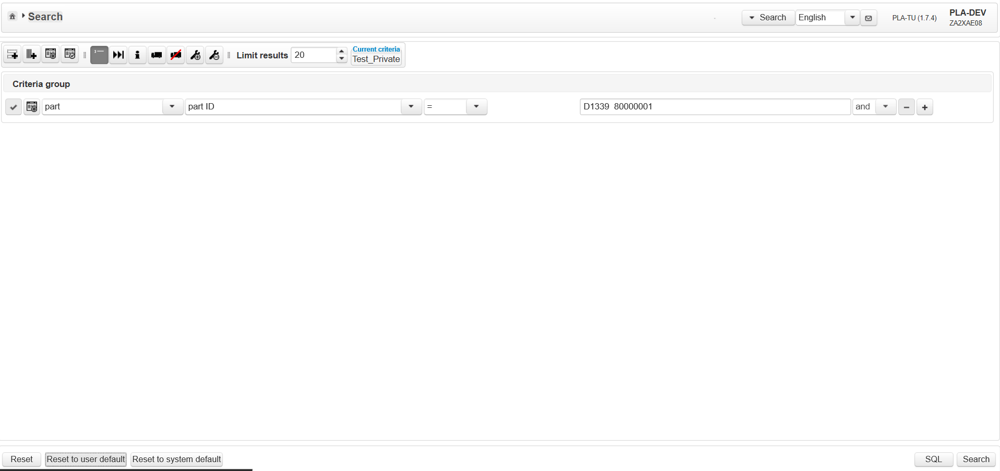 Search
Search
English
PLA-TU (1.7.4)
PLA-DEV
ZA2XAE08
Limit results
20
Current criteria
Test_Private
Criteria group
part
part ID
=
D1339  80000001
and
Reset
Reset to user default
Reset to system default
SQL
Search